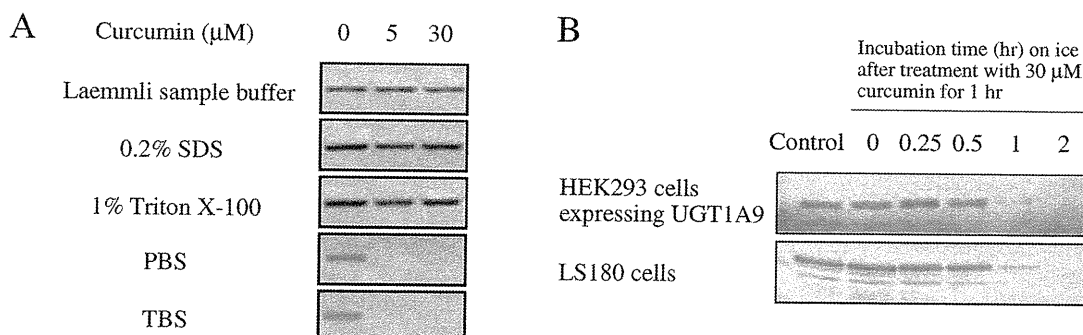 A
Curcumin (μM) 0 5 30
Laemmli sample buffer
0.2% SDS
1% Triton X-100
PBS
TBS
B
Incubation time (hr) on ice
after treatment with 30 μM
curcumin for 1 hr
Control 0 0.25 0.5 1 2
HEK293 cells
expressing UGT1A9
LS180 cells